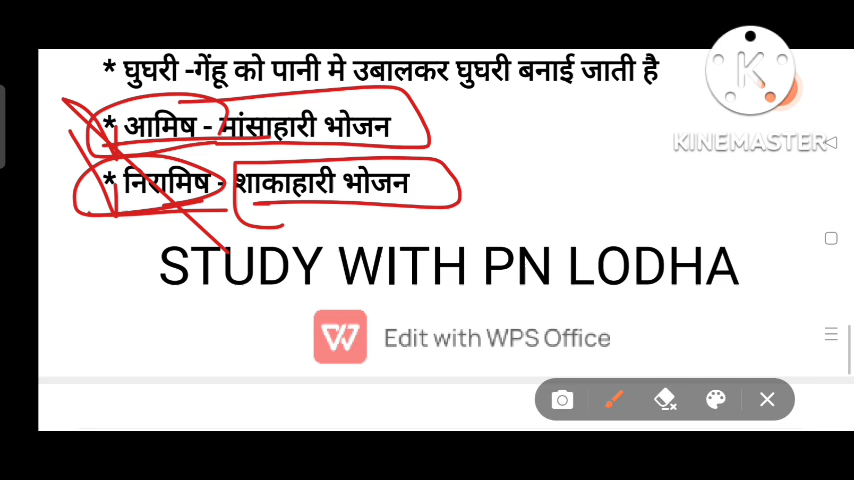 * घुघरी -गेंहू को पानी मे उबालकर घुघरी बनाई जाती है
* आमिष - मांसाहारी भोजन
* निरामिष - शाकाहारी भोजन
STUDY WITH PN LODHA
Edit with WPS Office
K
KINEMASTER